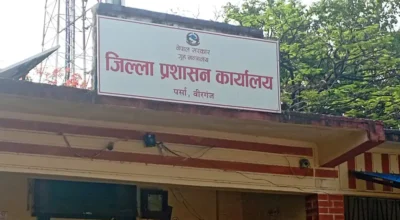 नेपाल सरकार
गृह मन्त्रालय
जिल्ला प्रशासन कार्यालय
पर्सा, वीरगंज